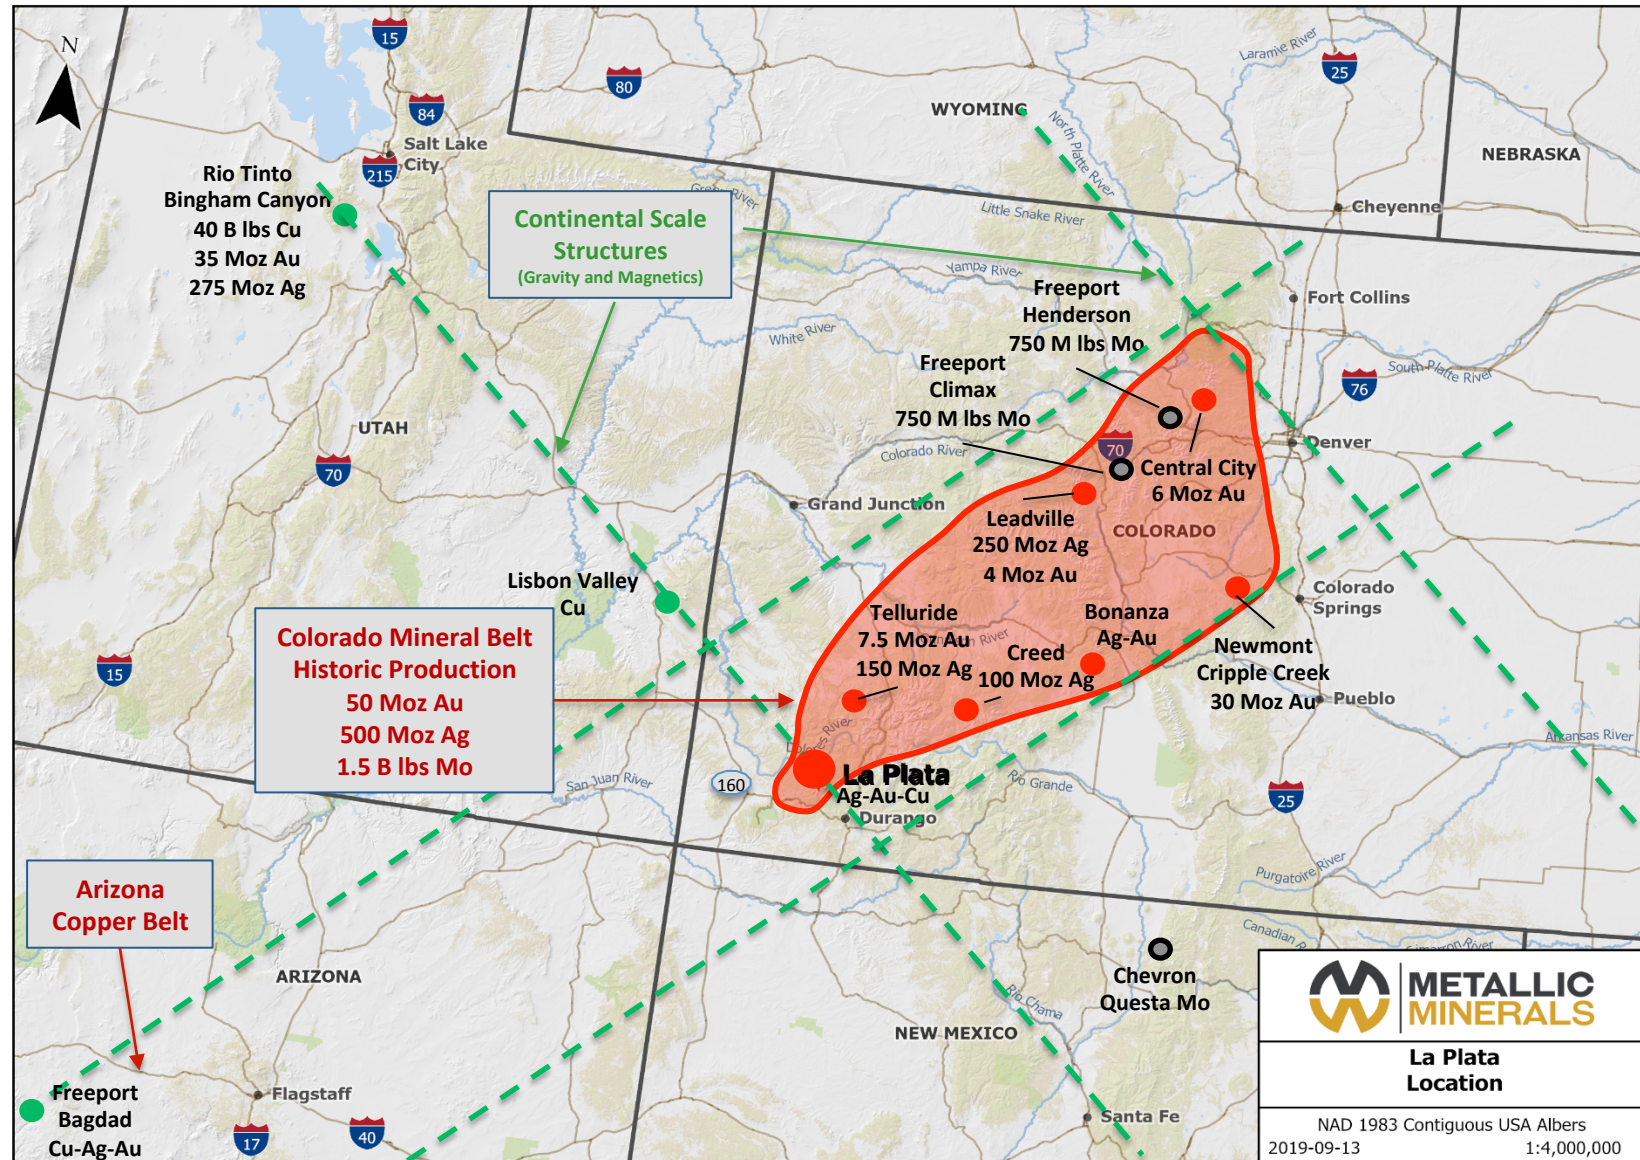 N
15
80
25
84
215
Salt Lake
City
WYOMING
Laramie River
North Platte River
NEBRASKA
Cheyenne
Rio Tinto
Bingham Canyon
40 B lbs Cu
35 Moz Au
275 Moz Ag
Continental Scale
Structures
(Gravity and Magnetics)
Green River
Little Snake River
Yampa River
White River
Fort Collins
Freeport
Henderson
750 M lbs Mo
Freeport
Climax
750 M lbs Mo
South Platte River
76
UTAH
70
70
Colorado River
Denver
Central City
6 Moz Au
Grand Junction
Leadville
250 Moz Ag
4 Moz Au
COLORADO
Lisbon Valley
Cu
Colorado
Springs
Colorado Mineral Belt
Historic Production
50 Moz Au
500 Moz Ag
1.5 B lbs Mo
Telluride
7.5 Moz Au
150 Moz Ag
River
Bonanza
Ag-Au
Creed
100 Moz Ag
Newmont
Cripple Creek
30 Moz Au
Pueblo
15
Arkansas River
Dolores River
La Plata
Ag-Au-Cu
Durango
San Juan River
160
Rio Grande
25
Purgatoire River
Arizona
Copper Belt
ARIZONA
Canadian
Cimarron River
Chevron
Questa Mo
Rio Chama
NEW MEXICO
Freeport
Bagdad
Cu-Ag-Au
Flagstaff
17
40
Santa Fe
METALLIC
MINERALS
La Plata
Location
NAD 1983 Contiguous USA Albers
2019-09-13
1:4,000,000